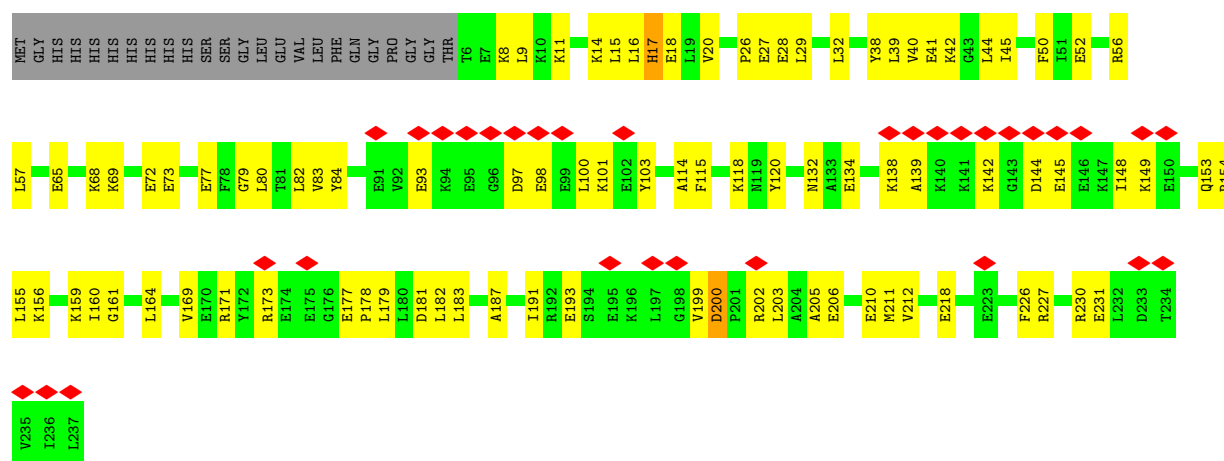 MET GLY HIS HIS HIS HIS HIS HIS HIS HIS HIS HIS SER SER GLY LEU GLU VAL LEU PHE GLN GLY PRO GLY GLY THR T6 E7 K8 L9 K10 K11 K14 L15 L16 H17 E18 L19 V20 P26 E27 E28 L29 L32 Y38 L39 V40 E41 K42 G43 L44 I45 F50 I51 E52 R56
L57 E65 K68 K69 E72 E73 E77 F78 G79 L80 T81 L82 V83 Y84 E91 V92 E93 K94 E95 G96 D97 E98 E99 L100 K101 E102 Y103 A114 F115 K118 N119 Y120 N132 A133 E134 K138 A139 K140 K141 K142 G143 D144 E145 E146 K147 I148 K149 E150 Q153
L155 K156 K159 I160 G161 L164 V169 E170 R171 Y172 R173 E174 E175 G176 E177 P178 L179 L180 D181 L182 L183 A187 I191 R192 E193 S194 E195 K196 L197 G198 V199 D200 P201 R202 L203 A204 A205 E206 E210 M211 V212 E218 E223 F226 R227 R230 E231 L232 D233 T234
V235 I236 L237